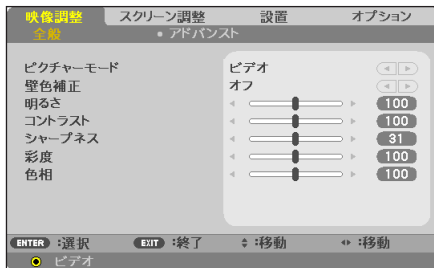 映像調整 スクリーン調整 設置 オプション
全般 • アドバンスト
ピクチャーモード ビデオ
壁色補正 オフ
明るさ 100
コントラスト 100
シャープネス 31
彩度 100
色相 100
ENTER :選択 EXIT :終了 :移動 :移動
ビデオ